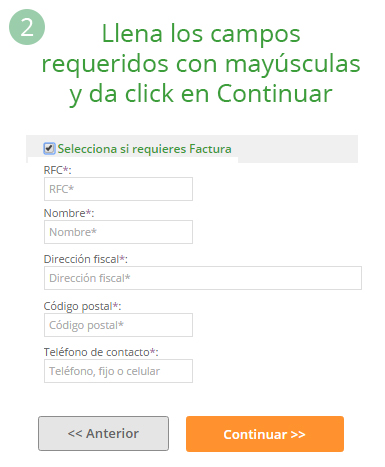 2
Llena los campos
requeridos con mayúsculas
y da click en Continuar
Selecciona si requieres Factura
RFC*:
RFC*
Nombre*:
Nombre*
Dirección fiscal*:
Dirección fiscal*
Código postal*:
Código postal*
Teléfono de contacto*:
Teléfono, fijo o celular
<< Anterior
Continuar >>